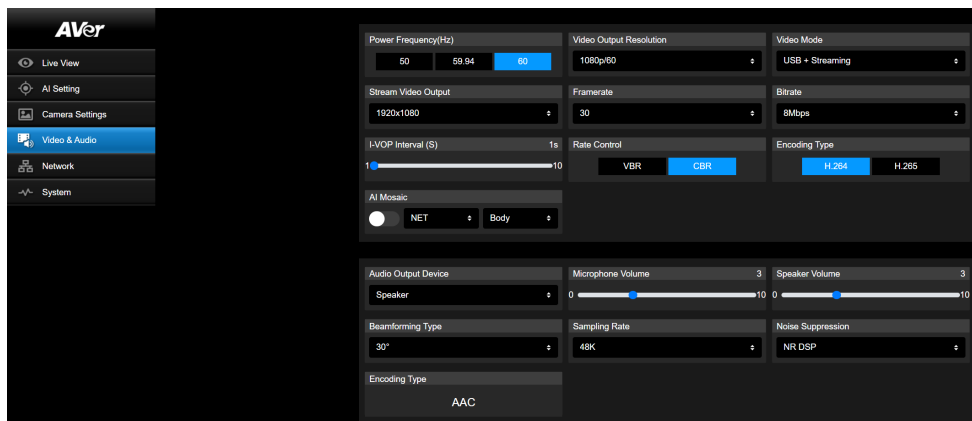 AVer
Live View
AI Setting
Camera Settings
Video & Audio
Network
System
Power Frequency(Hz)
50 59.94 60
Video Output Resolution
1080p/60
Video Mode
USB + Streaming
Stream Video Output
1920x1080
Framerate
30
Bitrate
8Mbps
I-VOP Interval (S) 1s
1 10
Rate Control
VBR CBR
Encoding Type
H.264 H.265
AI Mosaic
NET Body
Audio Output Device
Speaker
Microphone Volume 3
0 10
Speaker Volume 3
0 10
Beamforming Type
30°
Sampling Rate
48K
Noise Suppression
NR DSP
Encoding Type
AAC